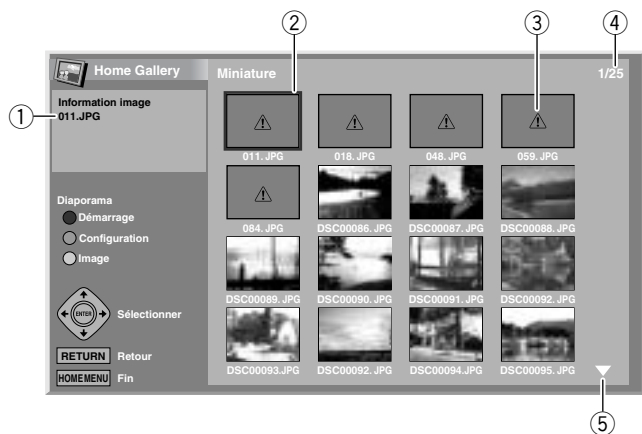 2
3
4
Home Gallery
Miniature
1/25
1
Information image
011.JPG
011. JPG
018. JPG
048. JPG
059. JPG
Diaporama
Démarrage
Configuration
Image
084. JPG
DSC00086. JPG
DSC00087. JPG
DSC00088. JPG
DSC00089. JPG
DSC00090. JPG
DSC00091. JPG
DSC00092. JPG
ENTER
Sélectionner
RETURN
Retour
HOMEMENU
Fin
DSC00093.JPG
DSC00092. JPG
DSC00094.JPG
DSC00095. JPG
5